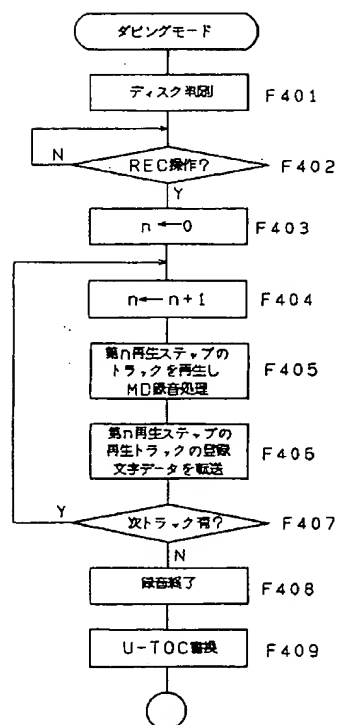 ダビングモード
ディスク判別 F401
N REC操作? F402
Y
n←0 F403
n←n+1 F404
第n再生ステップの
トラックを再生し
MD録音処理 F405
第n再生ステップの
再生トラックの登録
文字データを転送 F406
Y 次トラック有? F407
N
録音終了 F408
U-TOC書換 F409